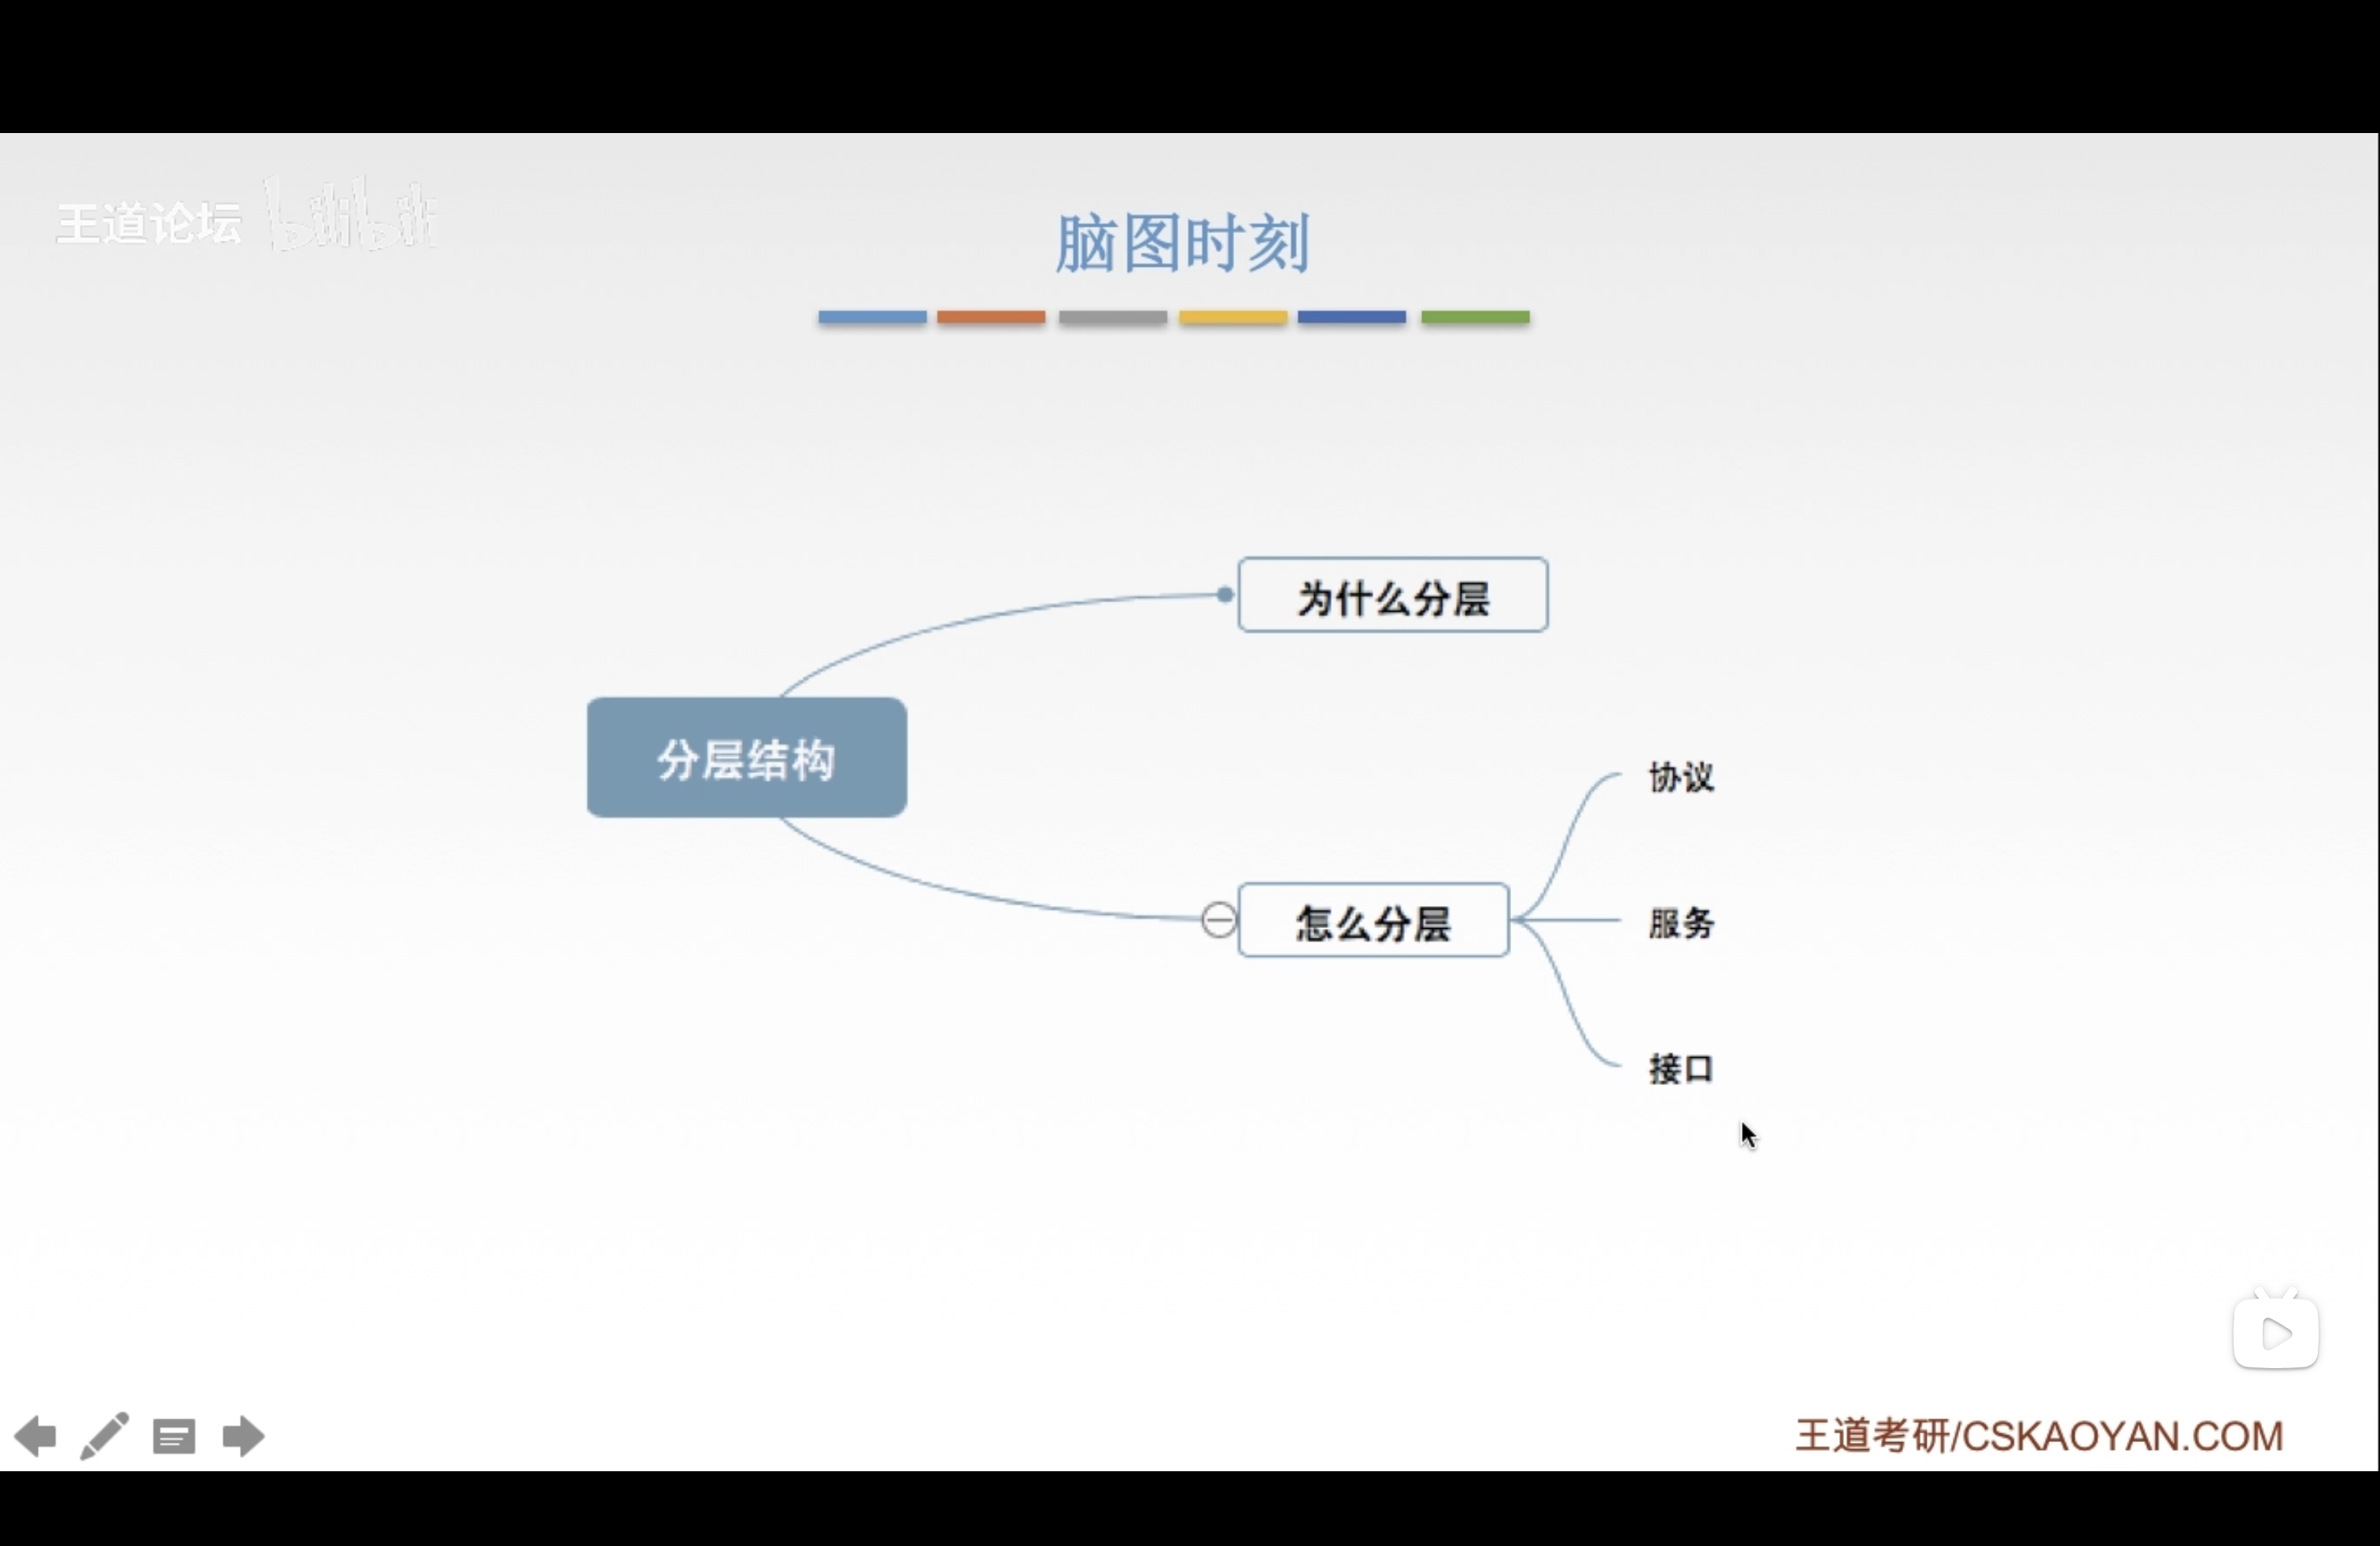 王道论坛 bilibili
脑图时刻
为什么分层
分层结构
协议
怎么分层
服务
接口
王道考研/CSKAOYAN.COM